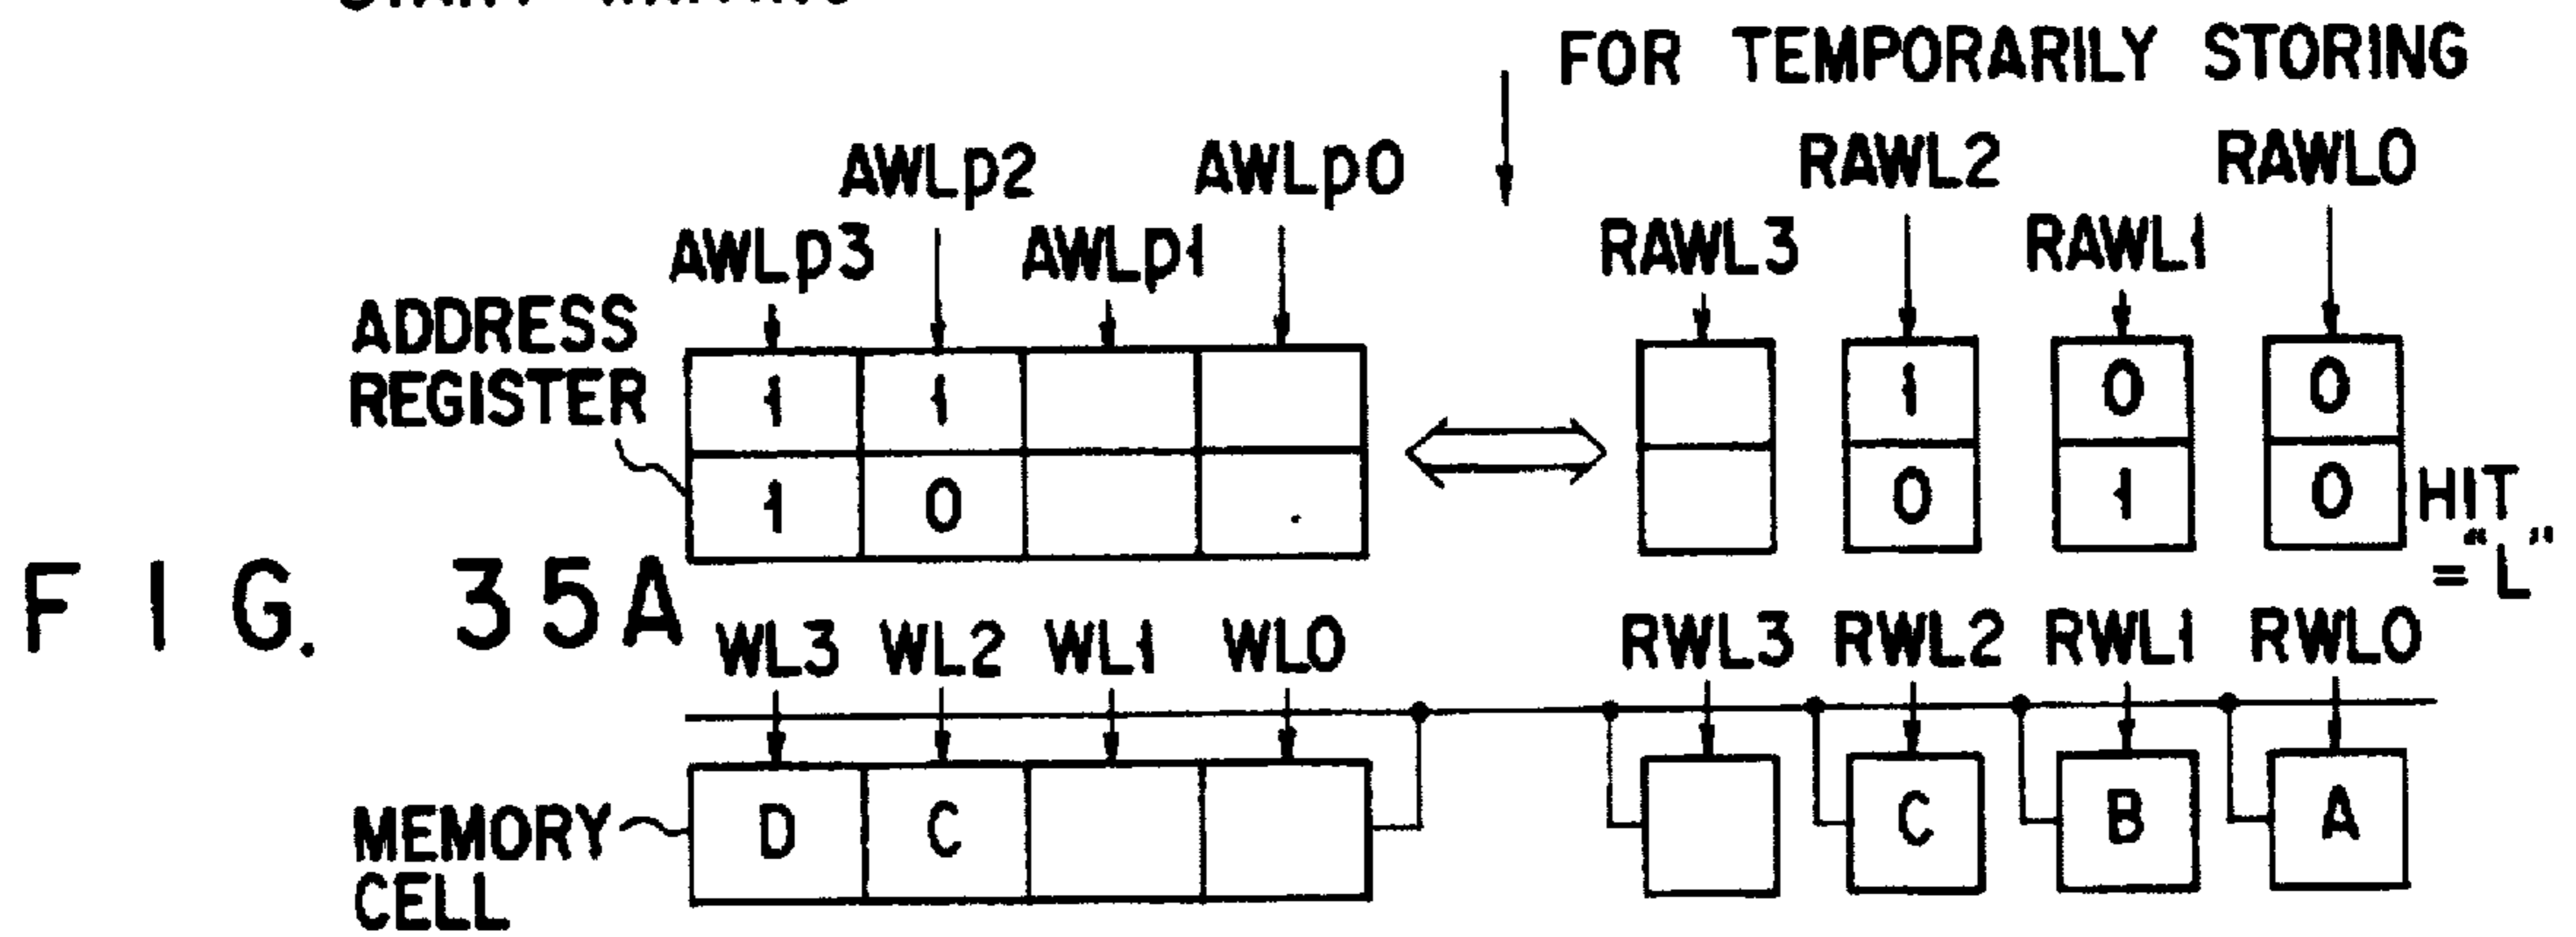 FOR TEMPORARILY STORING
AWLp2 AWLp0 RAWL2 RAWL0
AWLp3 AWLp1 RAWL3 RAWL1
ADDRESS
REGISTER
1 1 1 0 0
1 0 0 1 0
HIT
="L"
FIG. 35A
WL3 WL2 WL1 WL0 RWL3 RWL2 RWL1 RWL0
D C C B A
MEMORY
CELL